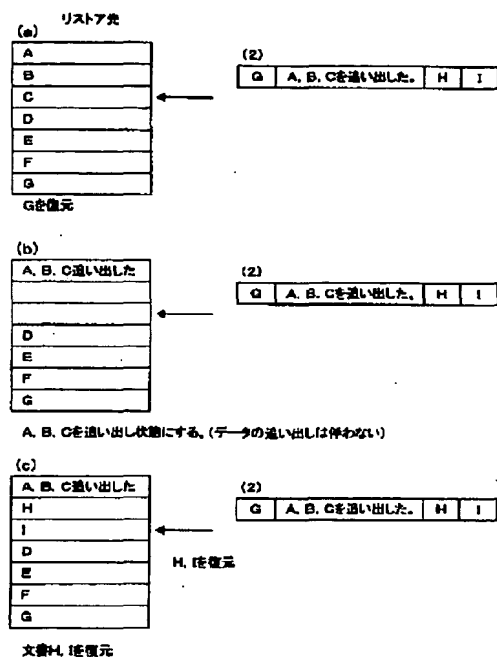 リストア先
(a)
A
B
C
D
E
F
G
Gを復元
(2)
G A, B, Cを追い出した。 H I
(b)
A, B, C追い出した
D
E
F
G
(2)
G A, B, Cを追い出した。 H I
A, B, Cを追い出し状態にする。(データの追い出しは伴わない)
(c)
A, B, C追い出した
H
I
D
E
F
G
(2)
G A, B, Cを追い出した。 H I
H, Iを復元
文書H, Iを復元